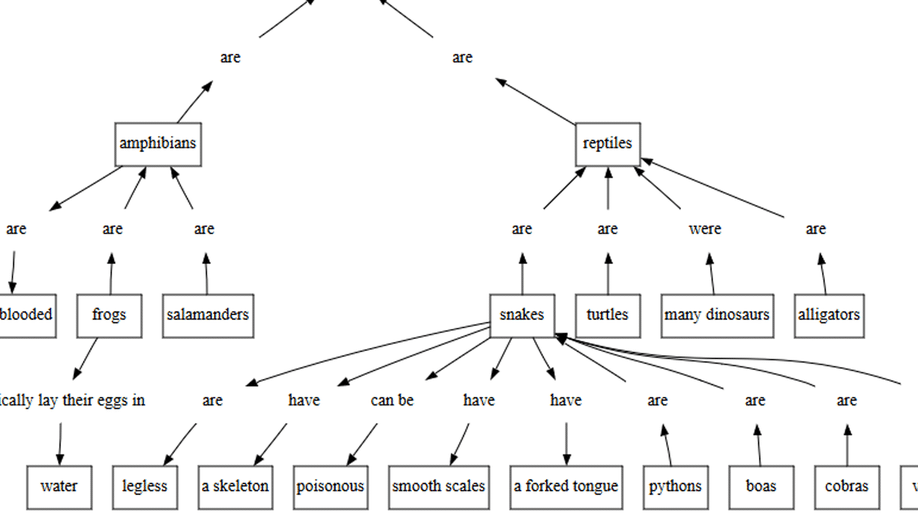 are
are
amphibians
reptiles
are
are
are
are
are
were
are
blooded
frogs
salamanders
snakes
turtles
many dinosaurs
alligators
ically lay their eggs in
are
have
can be
have
have
are
are
are
water
legless
a skeleton
poisonous
smooth scales
a forked tongue
pythons
boas
cobras